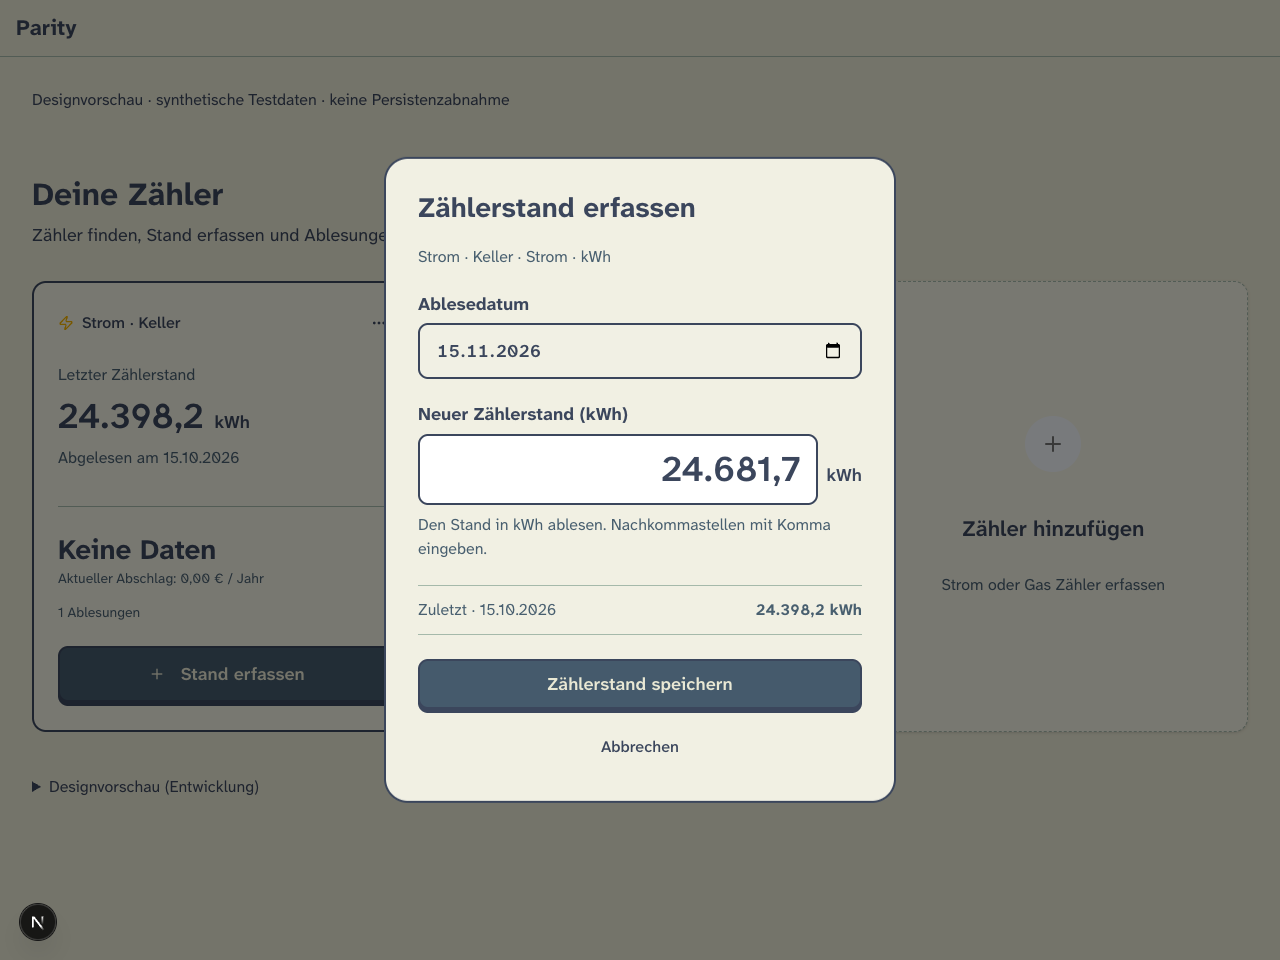 Parity
Designvorschau · synthetische Testdaten · keine Persistenzabnahme
Deine Zähler
Zähler finden, Stand erfassen und
Strom · Keller
Letzter Zählerstand
24.398,2 kWh
Abgelesen am 15.10.2026
Keine Daten
Aktueller Abschlag: 0,00 € / Jahr
1 Ablesungen
+ Stand erfassen
Zählerstand erfassen
Strom · Keller · Strom · kWh
Ablesedatum
15.11.2026
Neuer Zählerstand (kWh)
24.681,7 kWh
Den Stand in kWh ablesen. Nachkommastellen mit Komma
eingeben.
Zuletzt · 15.10.2026 24.398,2 kWh
Zählerstand speichern
Abbrechen
Zähler hinzufügen
Strom oder Gas Zähler erfassen
Designvorschau (Entwicklung)
N